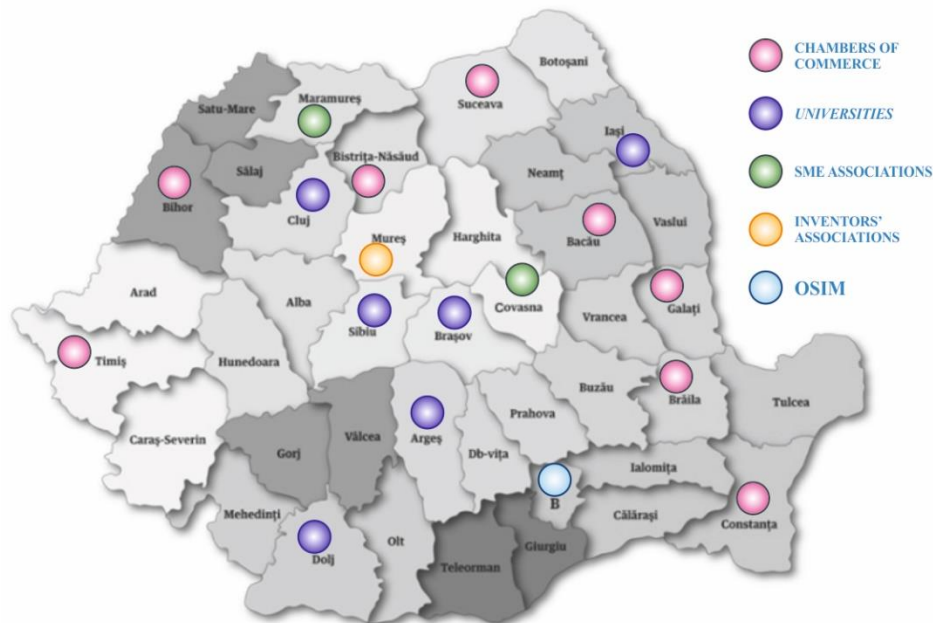 Botoșani
CHAMBERS OF
COMMERCE
Suceava
Maramureș
Satu-Mare
UNIVERSITIES
Iași
Bistrița-Năsăud
Sălaj
Neamț
SME ASSOCIATIONS
Bihor
Cluj
Vaslui
Mureș
Harghita
Bacău
INVENTORS'
ASSOCIATIONS
Arad
Alba
OSIM
Covasna
Galați
Vrancea
Sibiu
Brașov
Timiș
Hunedoara
Buzău
Brăila
Tulcea
Prahova
Caraș-Severin
Vâlcea
Argeș
Gorj
Db-vița
Ialomița
B
Mehedinți
Călărași
Constanța
Olt
Giurgiu
Dolj
Teleorman